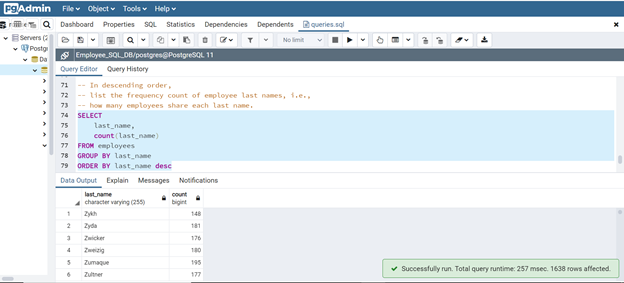 pgAdmin File Object Tools Help
Dashboard Properties SQL Statistics Dependencies Dependents queries.sql
Servers (2
No limit
Postgr
Employee_SQL_DB/postgres@PostgreSQL 11
Da
Query Editor Query History
71 -- In descending order,
72 -- list the frequency count of employee last names, i.e.,
73 -- how many employees share each last name.
74 SELECT
75 last_name,
76 count(last_name)
77 FROM employees
78 GROUP BY last_name
79 ORDER BY last_name desc
Data Output Explain Messages Notifications
last_name count
character varying (255) bigint
1 Zykh 148
2 Zyda 181
3 Zwicker 176
4 Zweizig 180
5 Zumaque 195
6 Zultner 177
Successfully run. Total query runtime: 257 msec. 1638 rows affected.